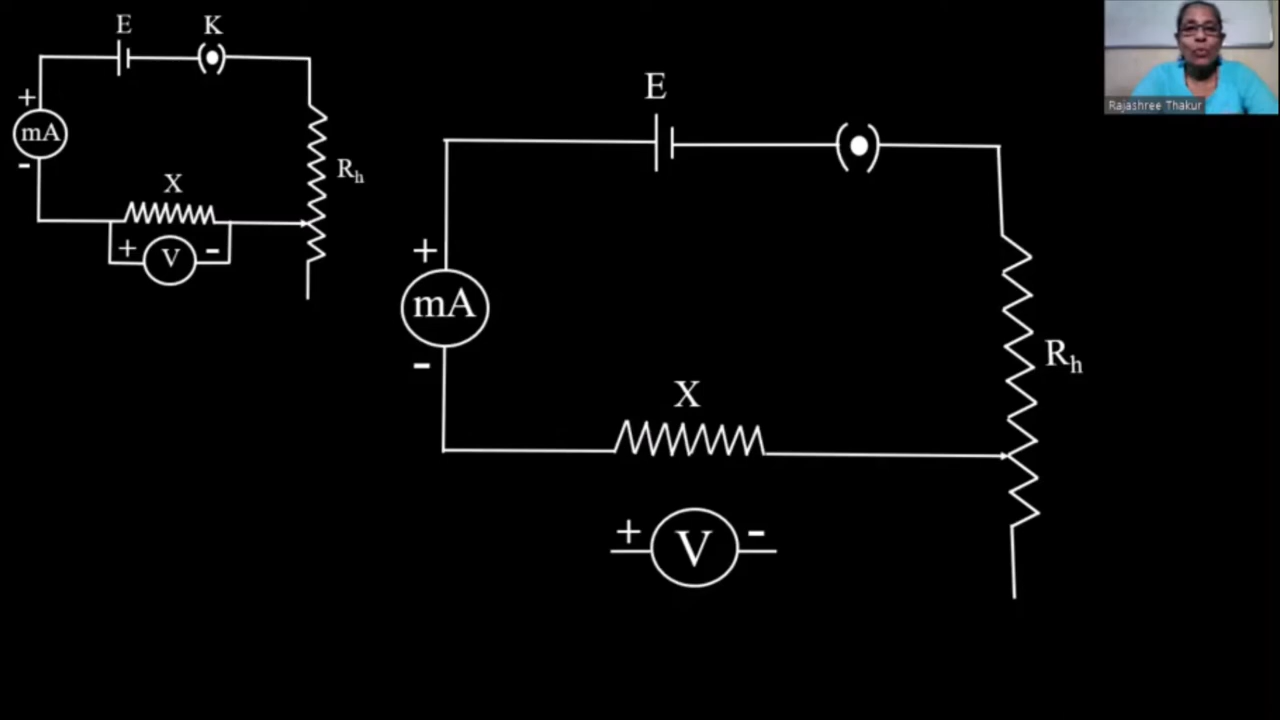 E K
+
mA
-
X
Rh
+ V -
E
+
mA
-
X
Rh
+ V -
Rajashree Thakur